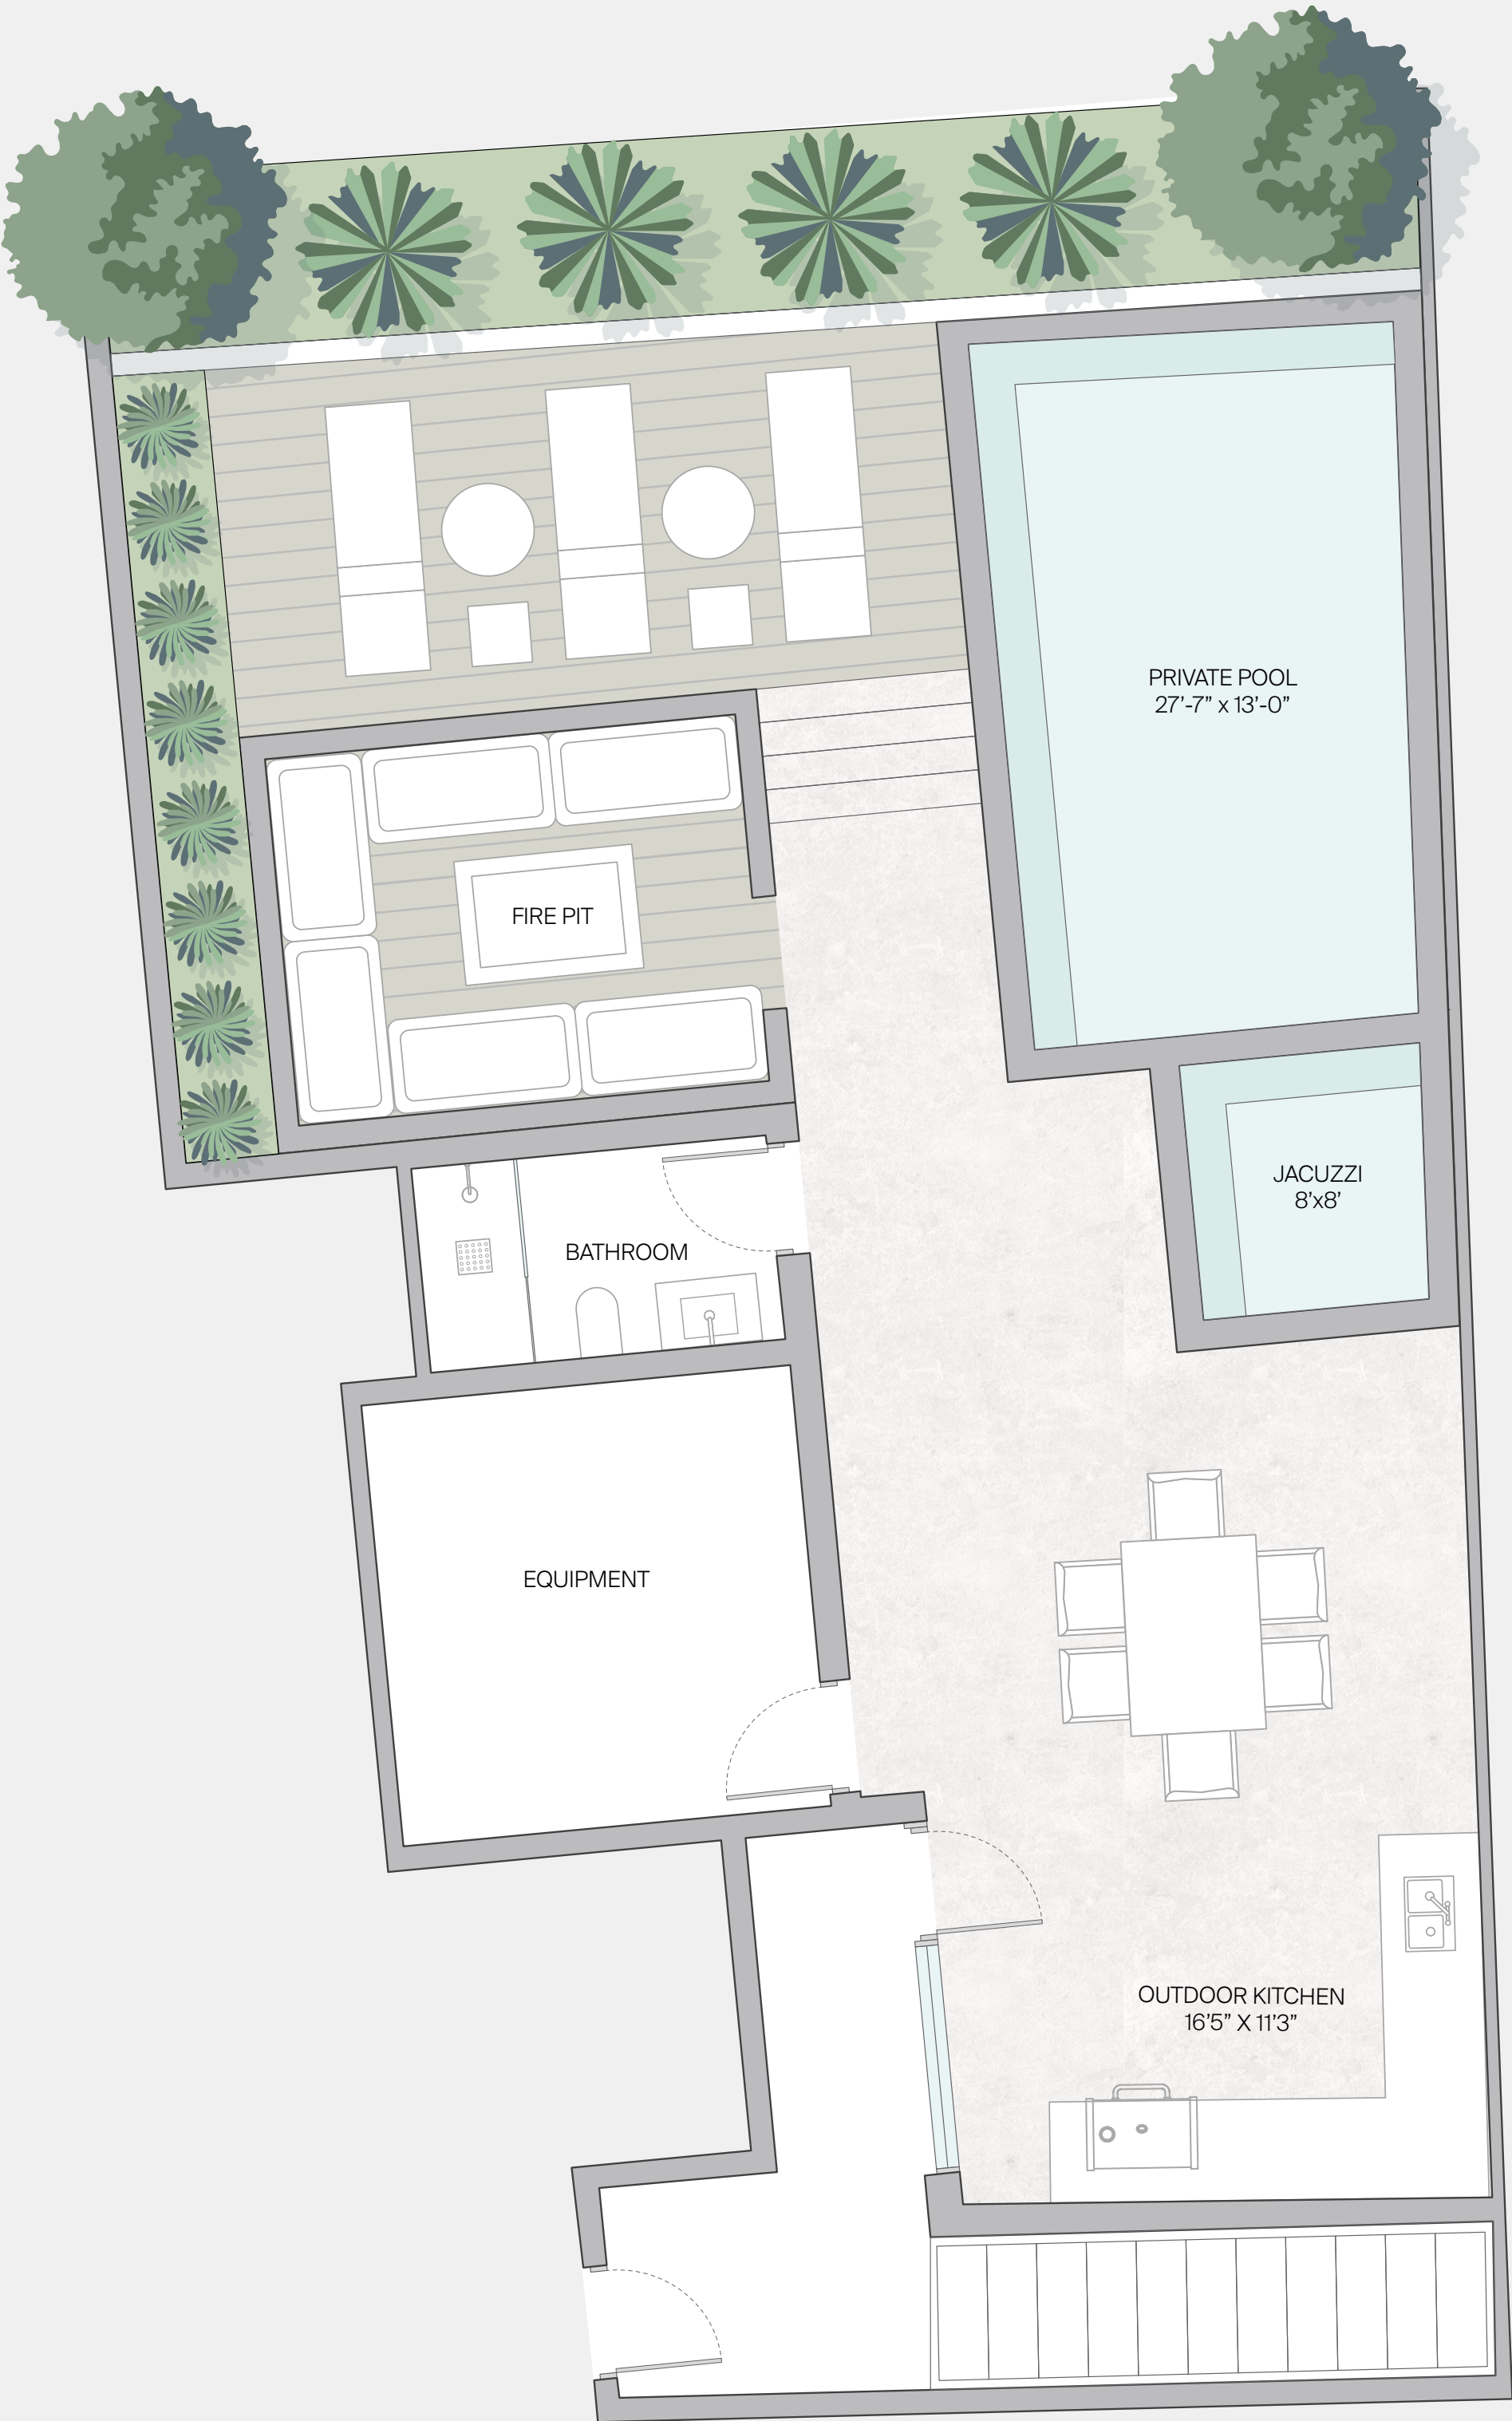 PRIVATE POOL
27’-7” x 13’-0”
FIRE PIT
JACUZZI
8’x8’
BATHROOM
EQUIPMENT
OUTDOOR KITCHEN
16’5” X 11’3”